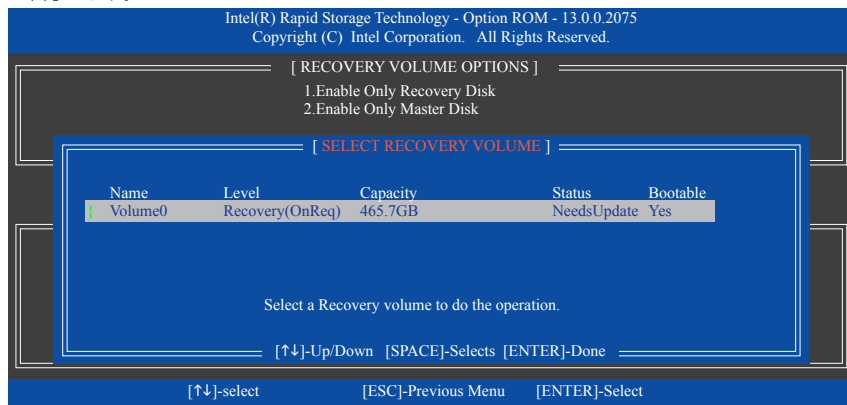 Intel(R) Rapid Storage Technology - Option ROM - 13.0.0.2075
Copyright (C) Intel Corporation. All Rights Reserved.
[ RECOVERY VOLUME OPTIONS ]
1.Enable Only Recovery Disk
2.Enable Only Master Disk
[ SELECT RECOVERY VOLUME ]
Name Level Capacity Status Bootable
Volume0 Recovery(OnReq) 465.7GB NeedsUpdate Yes
Select a Recovery volume to do the operation.
[↑↓]-Up/Down [SPACE]-Selects [ENTER]-Done
[↑↓]-select [ESC]-Previous Menu [ENTER]-Select